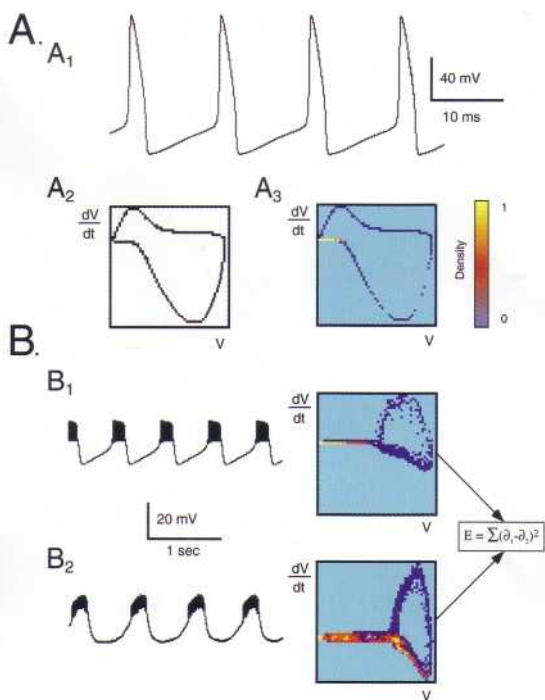 A.
A1
40 mV
10 ms
A2
dV
dt
V
A3
dV
dt
V
Density
1
0
B.
B1
dV
dt
V
20 mV
1 sec
E = ∑(∂1-∂2)2
B2
dV
dt
V